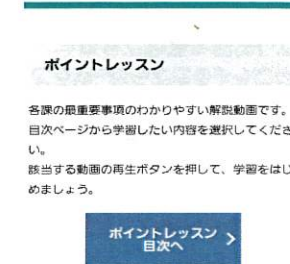 ポイントレッスン
各課の最重要事項のわかりやすい解説動画です。
目次ページから学習したい内容を選択してくださ
い。
該当する動画の再生ボタンを押して、学習をはじ
めましょう。
ポイントレッスン
目次へ